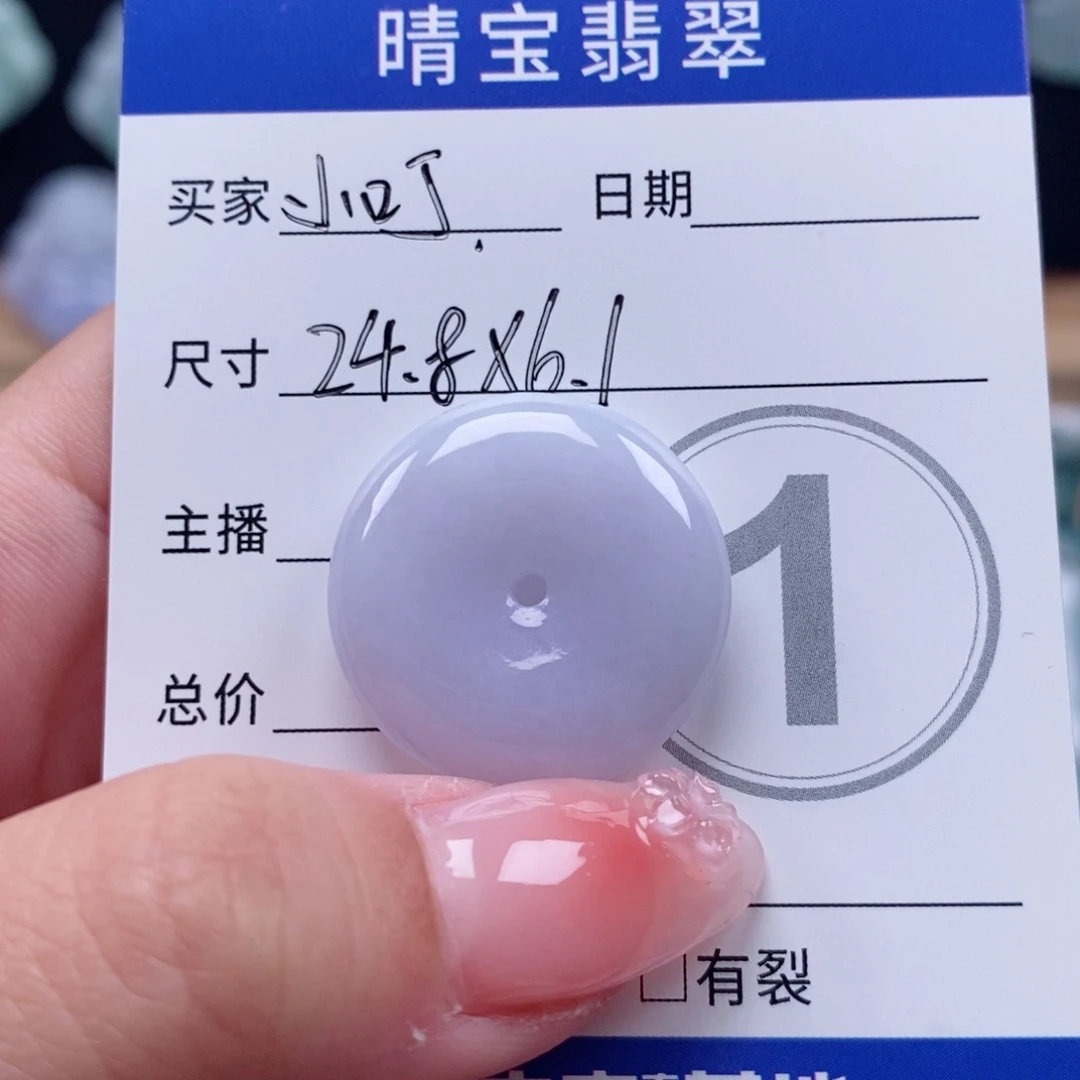 晴宝翡翠
买家 小叮 日期
尺寸 24.8X6.1
主播
1
总价
□有裂